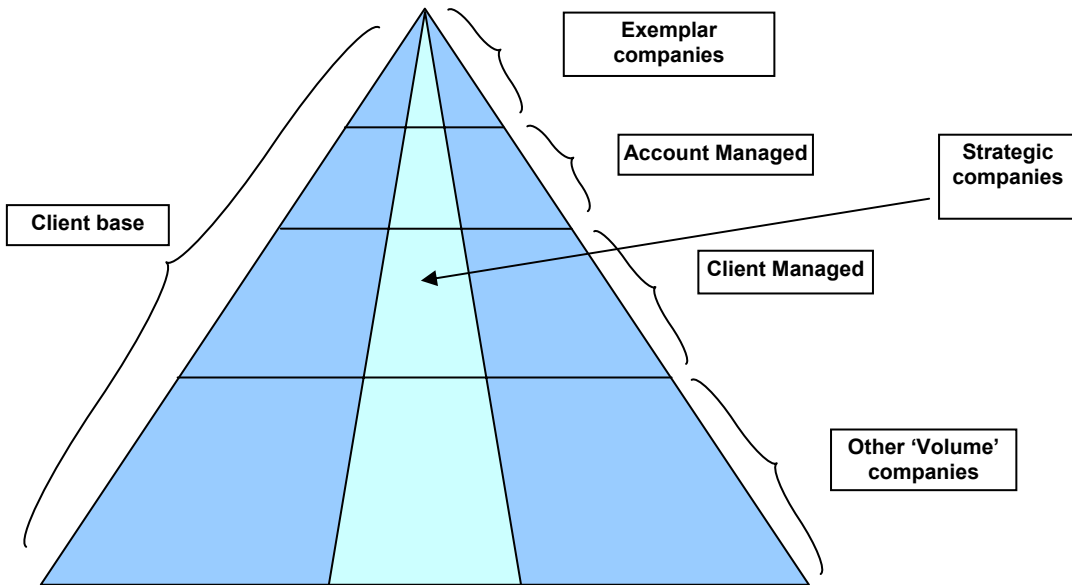 Exemplar
companies
Account Managed
Strategic
companies
Client base
Client Managed
Other ‘Volume’
companies